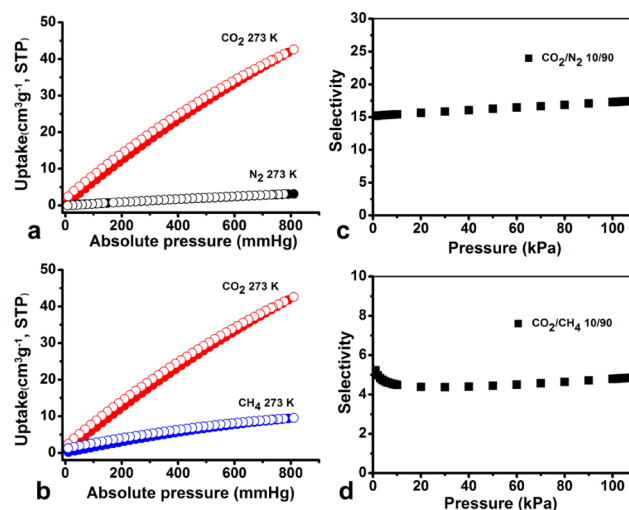 50
40
30
20
10
0
Uptake(cm³g⁻¹, STP)
CO₂ 273 K
N₂ 273 K
0 200 400 600 800 1000
Absolute pressure (mmHg)
a
30
25
20
15
10
5
0
Selectivity
CO₂/N₂ 10/90
0 20 40 60 80 100
Pressure (kPa)
c
50
40
30
20
10
0
Uptake(cm³g⁻¹, STP)
CO₂ 273 K
CH₄ 273 K
0 200 400 600 800 1000
Absolute pressure (mmHg)
b
10
8
6
4
2
0
Selectivity
CO₂/CH₄ 10/90
0 20 40 60 80 100
Pressure (kPa)
d